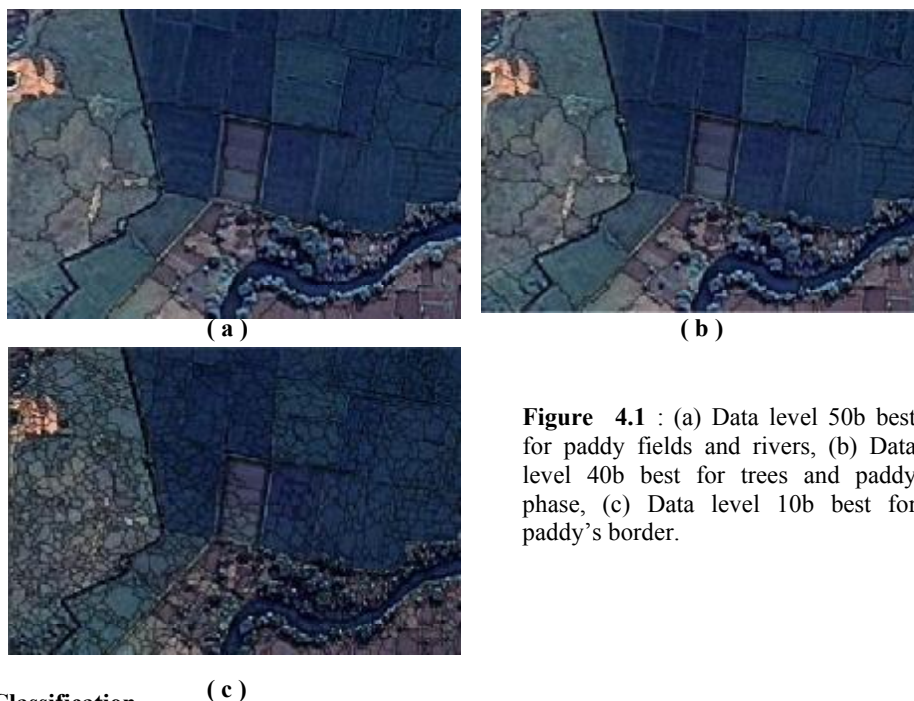 ( a )
( b )
Figure 4.1 : (a) Data level 50b best
for paddy fields and rivers, (b) Data
level 40b best for trees and paddy
phase, (c) Data level 10b best for
paddy’s border.
( c )
Classification